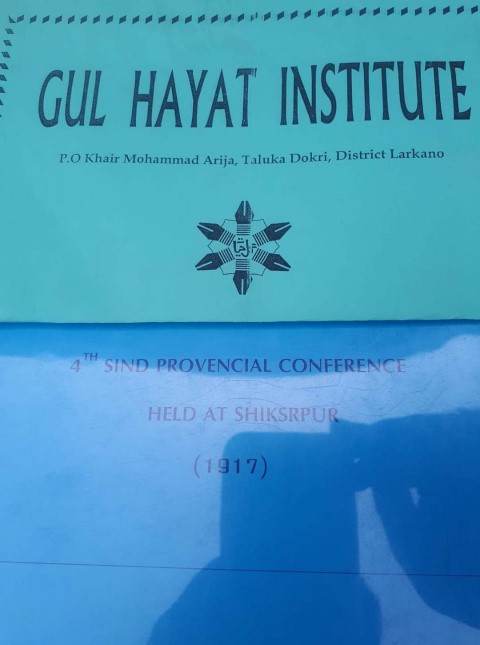 GUL HAYAT INSTITUTE
P.O Khair Mohammad Arija, Taluka Dokri, District Larkano
4TH SIND PROVENCIAL CONFERENCE
HELD AT SHIKSRPUR
(1917)